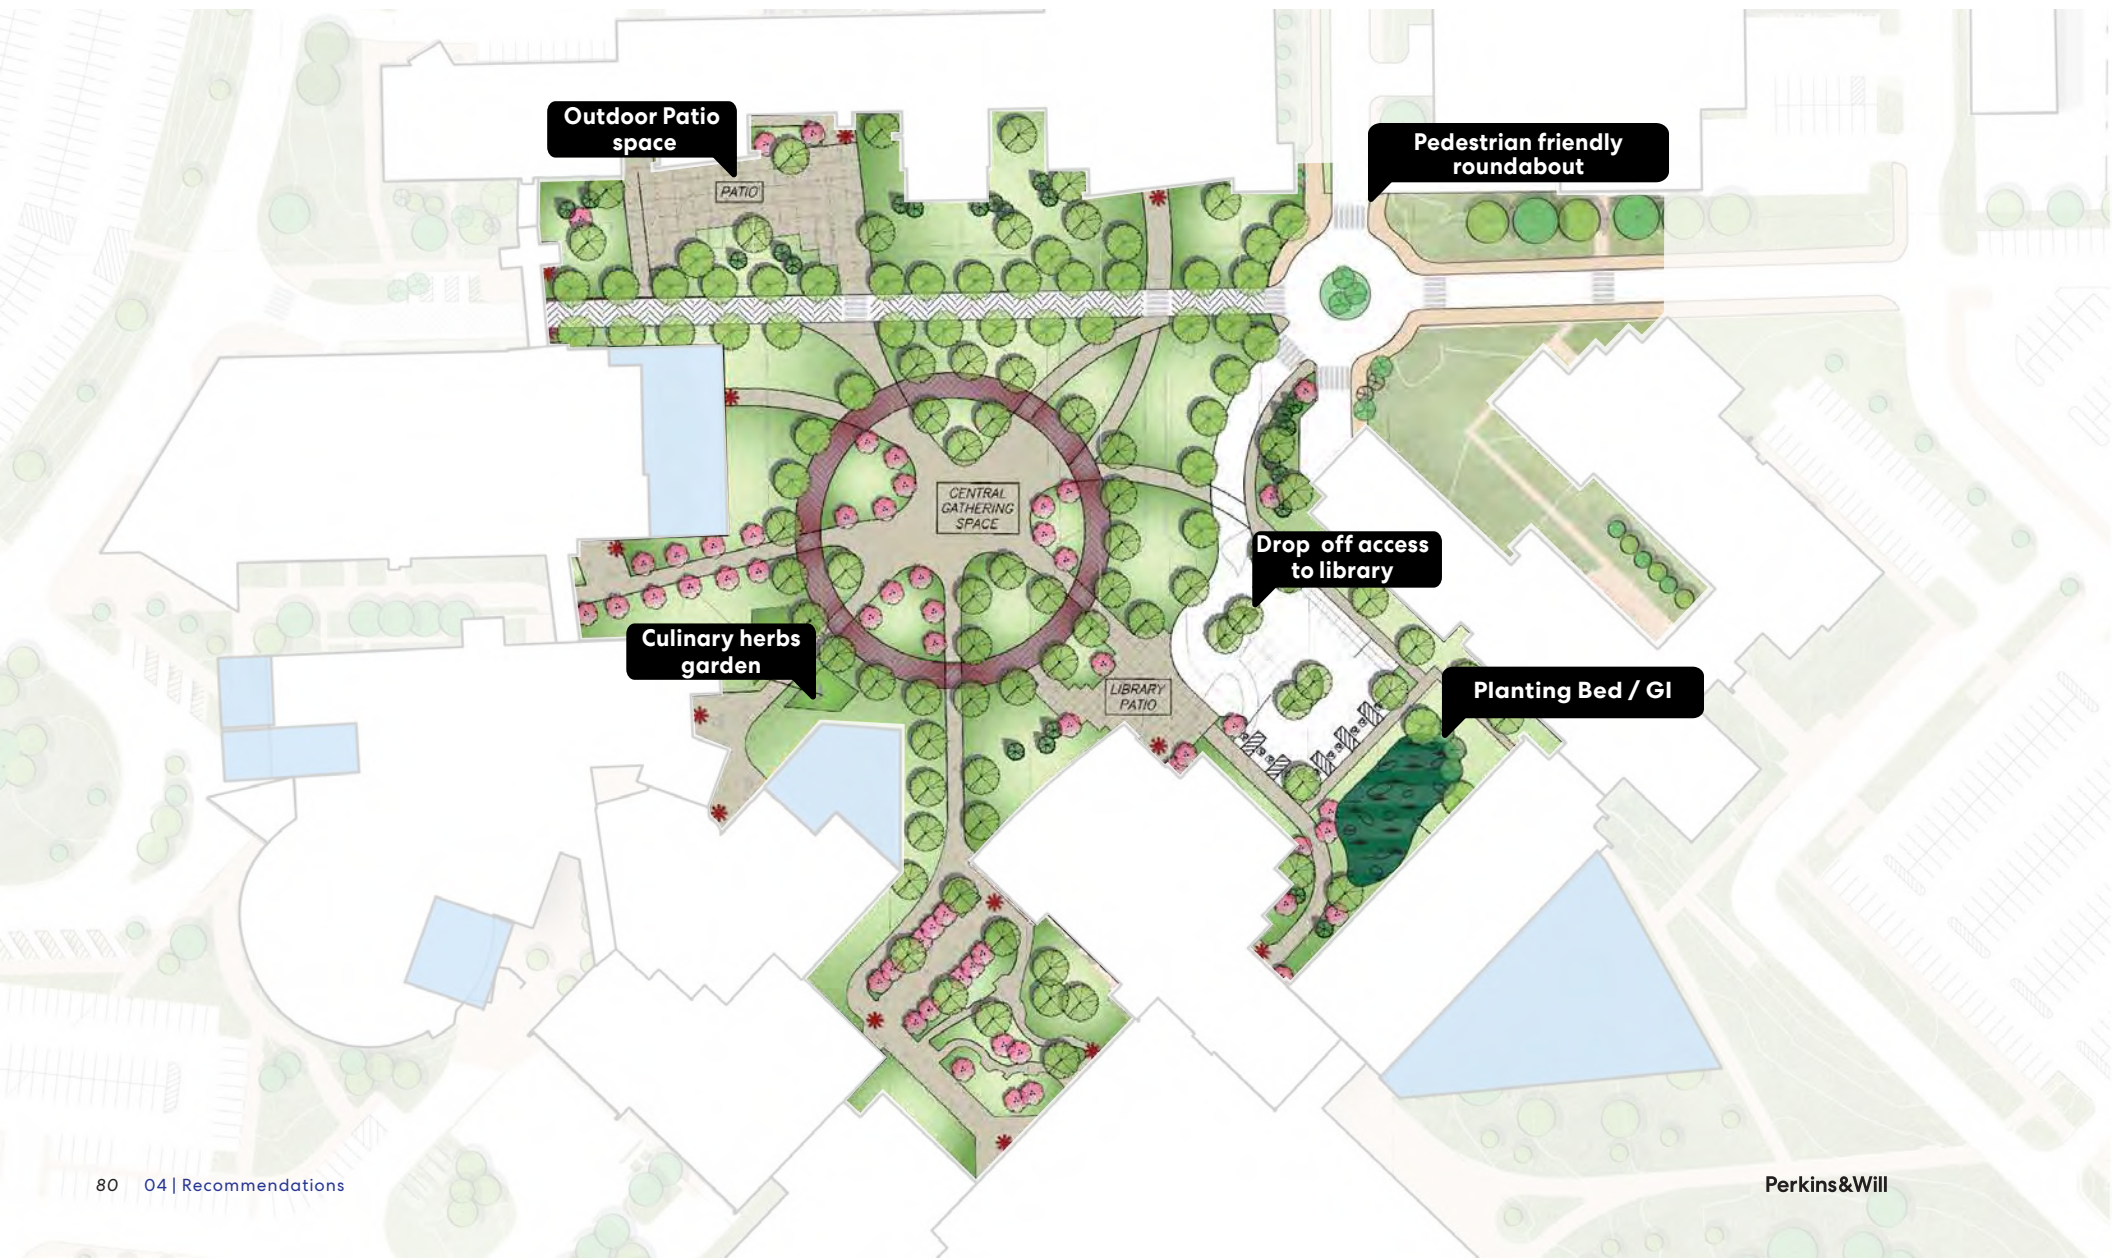 Outdoor Patio
space
Pedestrian friendly
roundabout
PATIO
CENTRAL
GATHERING
SPACE
Drop off access
to library
Culinary herbs
garden
LIBRARY
PATIO
Planting Bed / GI
80 04 | Recommendations
Perkins&Will